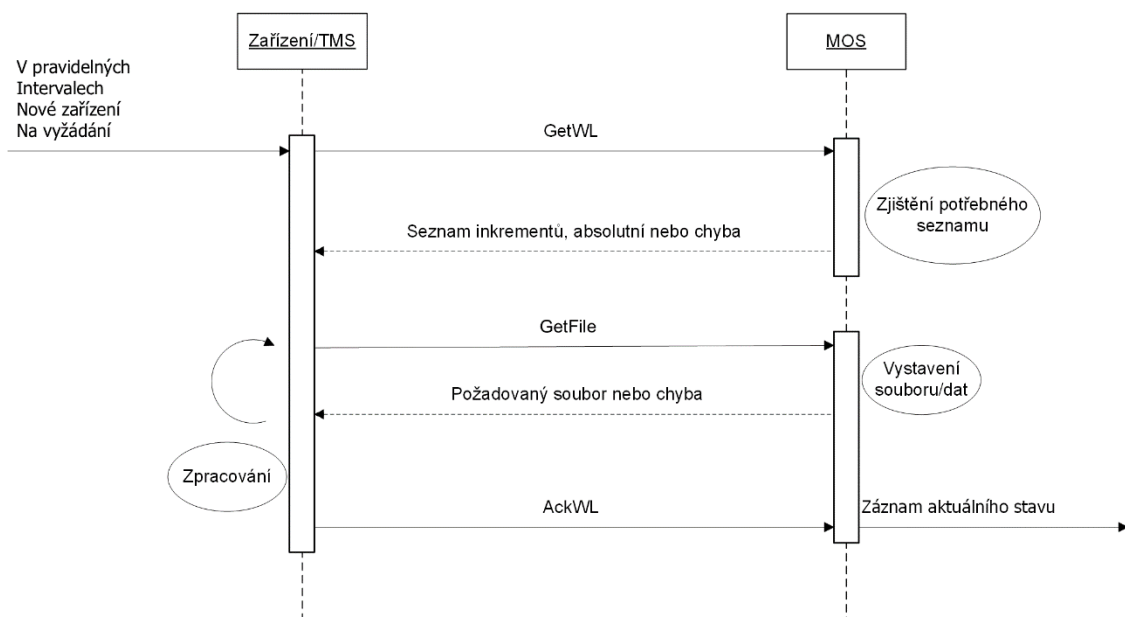 Zařízení/TMS
MOS
V pravidelných
Intervalech
Nové zařízení
Na vyžádání
GetWL
Zjištění potřebného
seznamu
Seznam inkrementů, absolutní nebo chyba
GetFile
Vystavení
souboru/dat
Požadovaný soubor nebo chyba
Zpracování
AckWL
Záznam aktuálního stavu